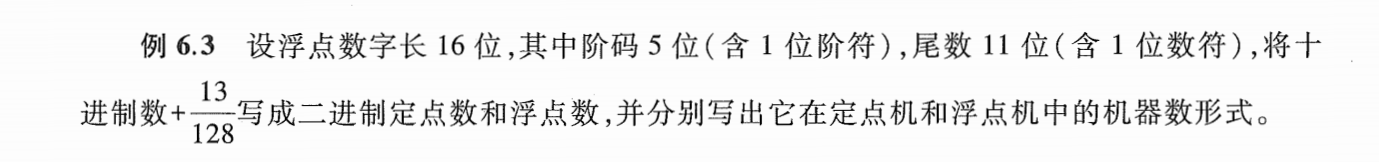 例 6.3 设浮点数字长 16 位,其中阶码 5 位(含 1 位阶符),尾数 11 位(含 1 位数符),将十
进制数+13/128写成二进制定点数和浮点数,并分别写出它在定点机和浮点机中的机器数形式。